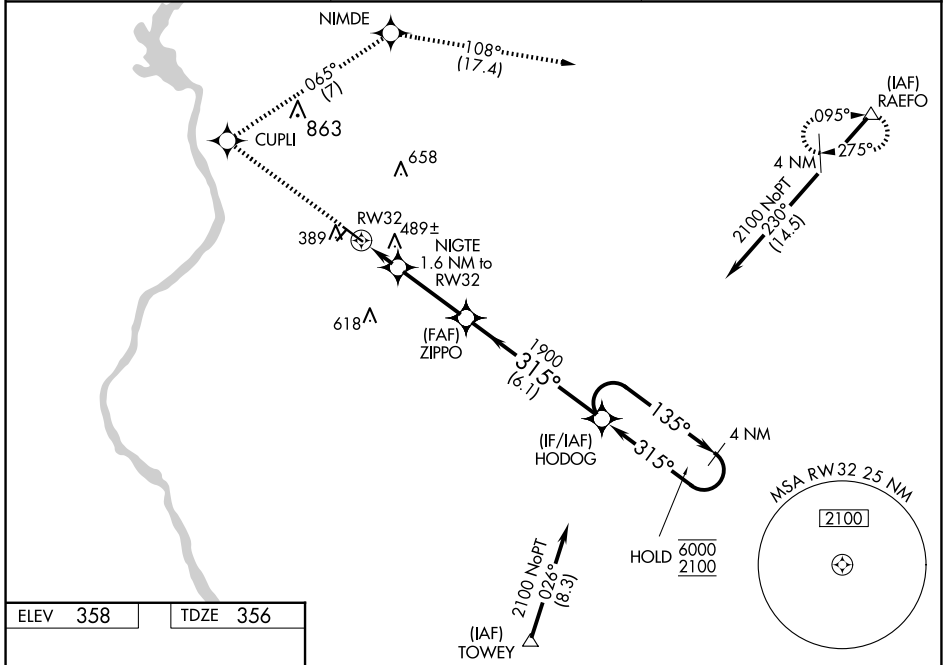 NIMDE
108°
(17.4)
065°
(7)
863
CUPLI
658
(IAF)
RAEFO
095°
275°
4 NM
2100 NoPT
230°
(14.5)
RW32
389
489±
NIGTE
1.6 NM to
RW32
618
(FAF)
ZIPPO
1900
315°
(6.1)
(IF/IAF)
HODOG
135°
315°
4 NM
HOLD 6000
2100
MSA RW32 25 NM
2100
2100 NoPT
026°
(8.3)
(IAF)
TOWEY
ELEV 358
TDZE 356